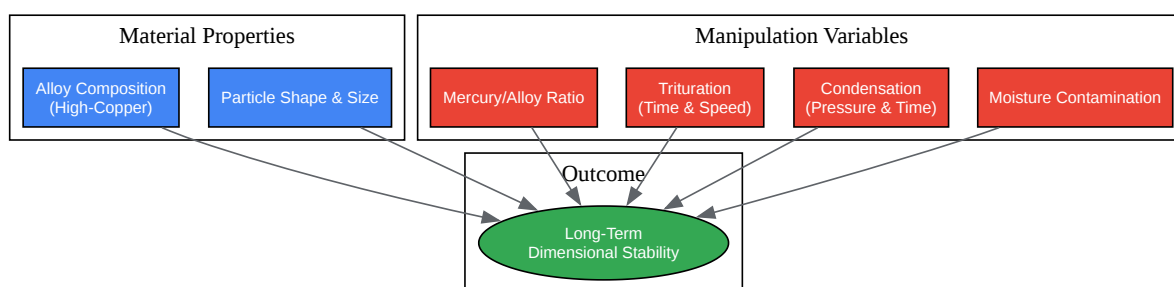 Material Properties
Manipulation Variables
Alloy Composition
(High-Copper)
Particle Shape & Size
Mercury/Alloy Ratio
Trituration
(Time & Speed)
Condensation
(Pressure & Time)
Moisture Contamination
Outcome
Long-Term
Dimensional Stability